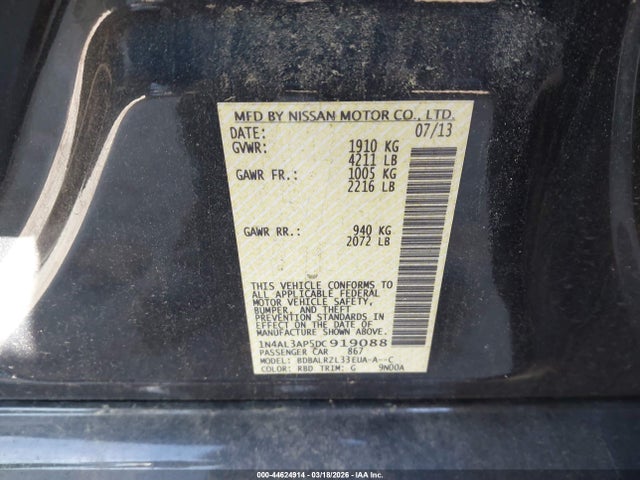 MFD BY NISSAN MOTOR CO., LTD.
DATE: 07/13
GVWR: 1910 KG
4211 LB
GAWR FR.: 1005 KG
2216 LB
GAWR RR.: 940 KG
2072 LB
THIS VEHICLE CONFORMS TO
ALL APPLICABLE FEDERAL
MOTOR VEHICLE SAFETY,
BUMPER, AND THEFT
PREVENTION STANDARDS IN
EFFECT ON THE DATE OF
MANUFACTURE SHOWN ABOVE.
1N4AL3AP5DC919088
PASSENGER CAR 867
MODEL: BDBALRZL33EUA-A--C
COLOR: RBD TRIM: G 9N00A
000-44624914 - 03/18/2026 - IAA Inc.